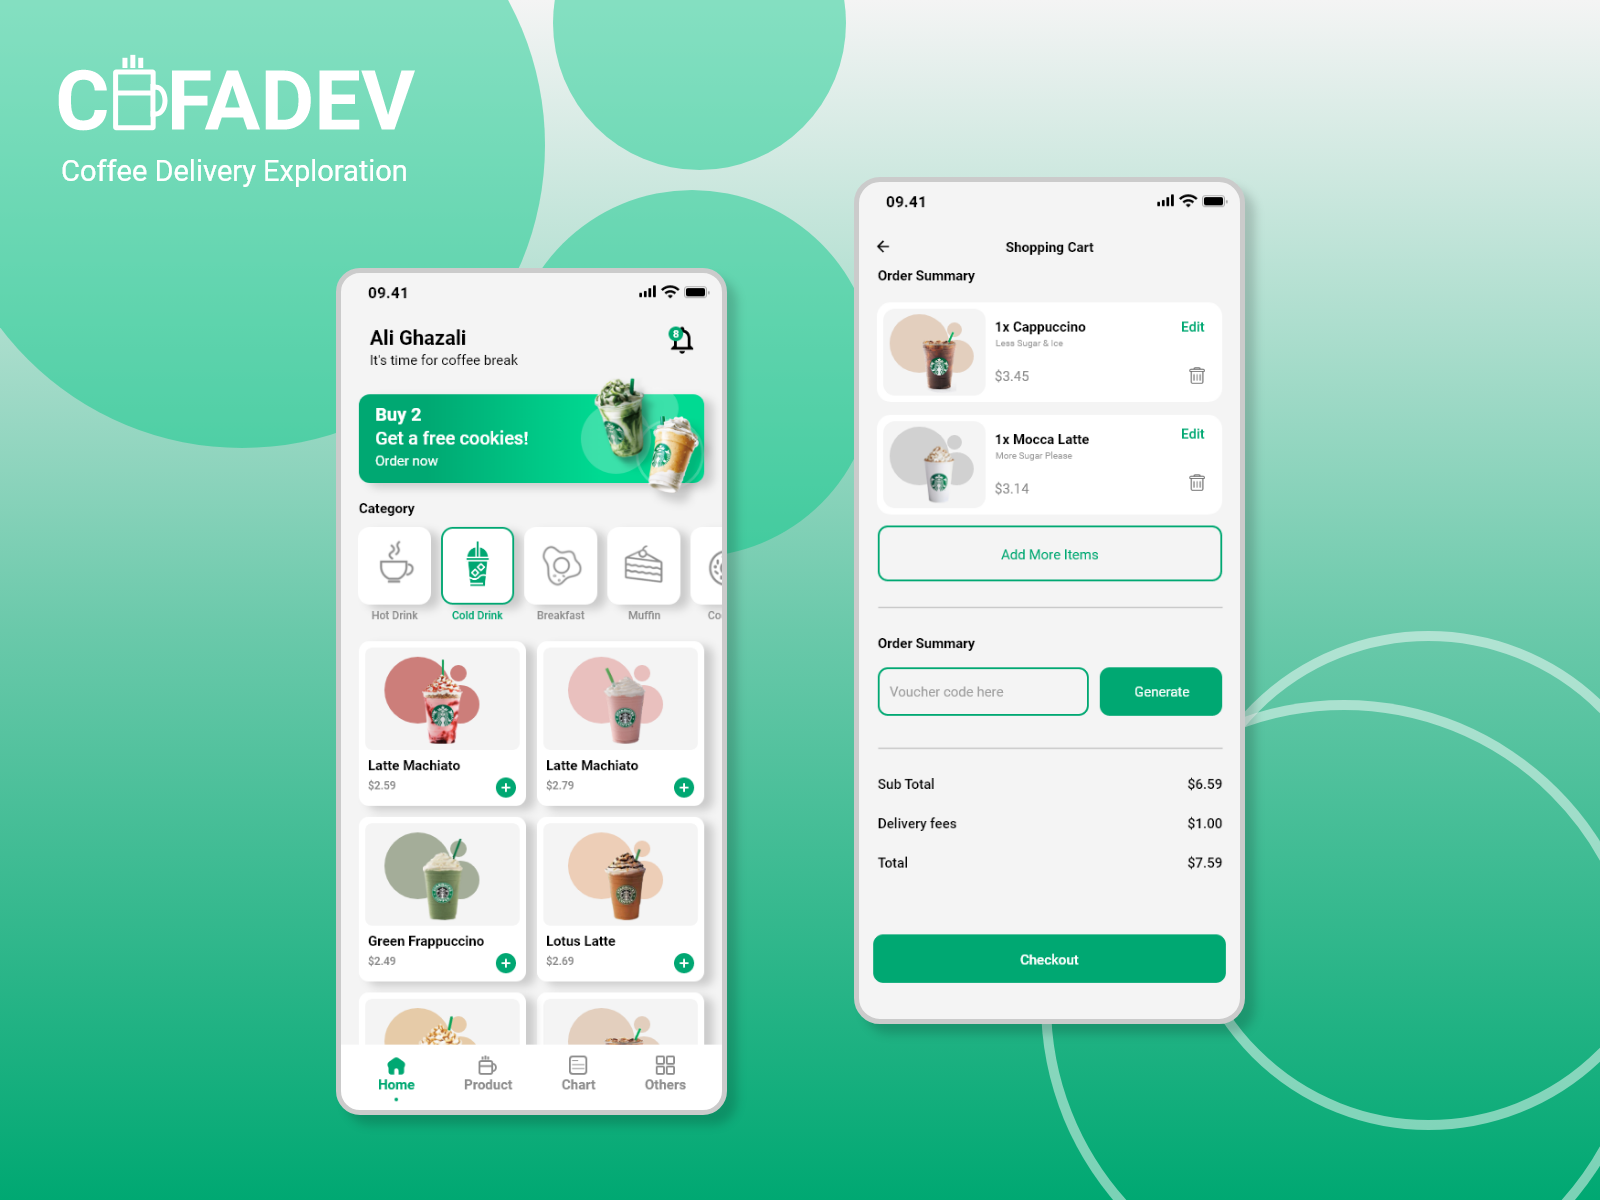 COFADEV
Coffee Delivery Exploration
09.41
Ali Ghazali
It's time for coffee break
8
Buy 2
Get a free cookies!
Order now
Category
Hot Drink
Cold Drink
Breakfast
Muffin
Co
Latte Machiato
$2.59
Latte Machiato
$2.79
Green Frappuccino
$2.49
Lotus Latte
$2.69
Home
Product
Chart
Others
09.41
Shopping Cart
Order Summary
1x Cappuccino
Edit
Less Sugar & Ice
$3.45
1x Mocca Latte
Edit
More Sugar Please
$3.14
Add More Items
Order Summary
Voucher code here
Generate
Sub Total $6.59
Delivery fees $1.00
Total $7.59
Checkout